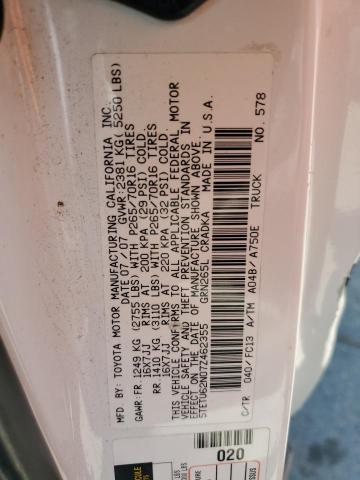 TOYOTA MOTOR MANUFACTURING CALIFORNIA INC.
DATE 07/07 GVWR:2381 KG( 5250 LBS)
GAWR:FR.1249 KG (2755 LBS) WITH P265/70R16 TIRES
16X7JJ RIMS AT 200 KPA (29 PSI) COLD.
RR.1410 KG (3110 LBS) WITH P265/70R16 TIRES
16X7JJ RIMS AT 220 KPA (32 PSI) COLD.
THIS VEHICLE CONFORMS TO ALL APPLICABLE FEDERAL MOTOR
VEHICLE SAFETY AND THEFT PREVENTION STANDARDS IN
EFFECT ON THE DATE OF MANUFACTURE SHOWN ABOVE.
5TETU62N07Z462355 GRN265L CRADKA MADE IN U.S.A.
C/TR 040/FC13 A/TM A04B/A750E TRUCK NO. 578
020